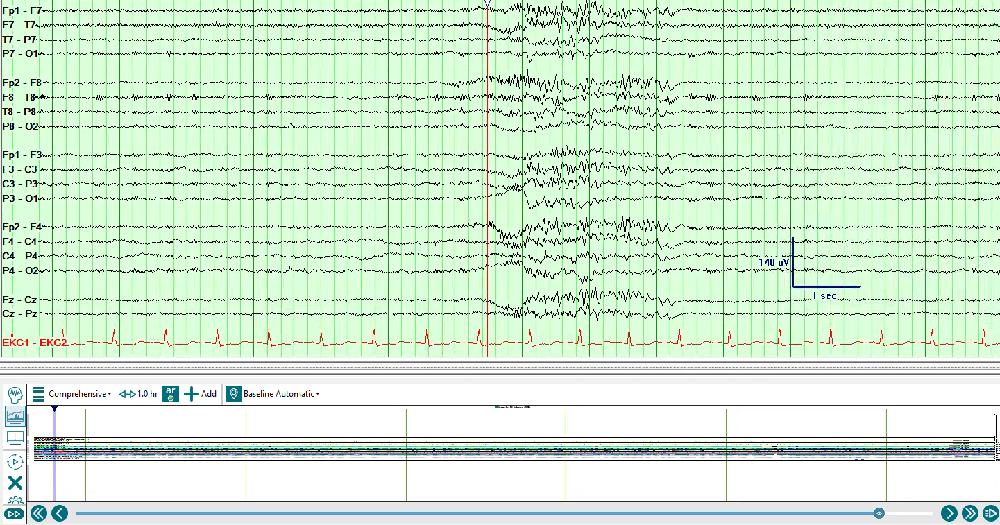 Fp1 - F7
F7 - T7
T7 - P7
P7 - O1
Fp2 - F8
F8 - T8
T8 - P8
P8 - O2
Fp1 - F3
F3 - C3
C3 - P3
P3 - O1
Fp2 - F4
F4 - C4
C4 - P4
P4 - O2
Fz - Cz
Cz - Pz
EKG1 - EKG2
140 uV
1 sec
Comprehensive 1.0 hr ar Add Baseline Automatic